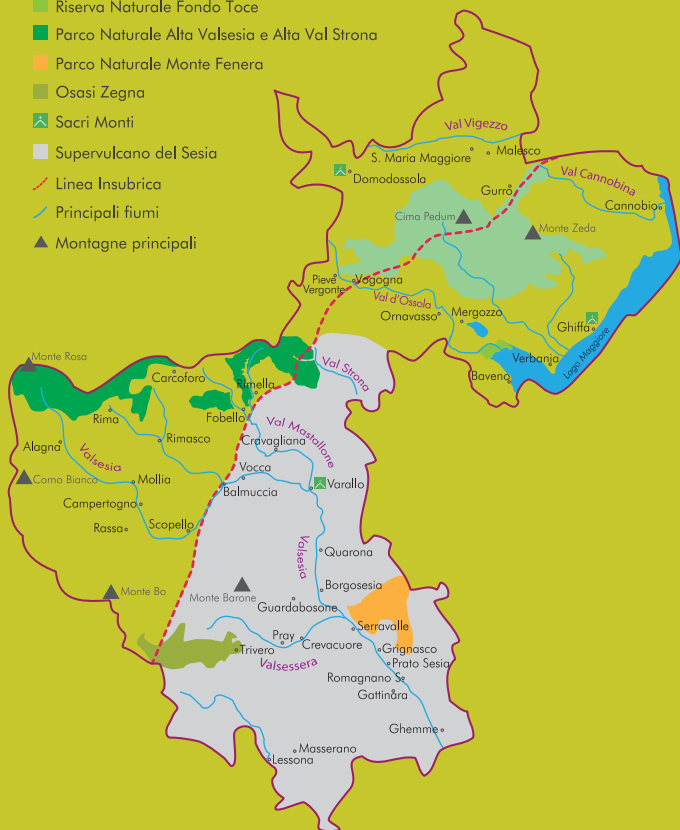 Riserva Naturale Fondo Toce
Parco Naturale Alta Valsesia e Alta Val Strona
Parco Naturale Monte Fenera
Osasi Zegna
Sacri Monti
Supervulcano del Sesia
Linea Insubrica
Principali fiumi
Montagne principali
Val Vigezzo
S. Maria Maggiore
Malesco
Domodossola
Gurro
Val Cannobina
Cannobio
Cima Pedum
Monte Zeda
Pieve
Vergonte
Vogogna
Val d'Ossola
Ornavasso
Mergozzo
Ghiffa
Verbania
Lago Maggiore
Baveno
Monte Rosa
Carcoforo
Rimella
Val Strona
Rima
Fobello
Alagna
Rimasco
Val Mastallone
Cravagliana
Valsesia
Como Bianco
Mollia
Vocca
Balmuccia
Varallo
Campertogno
Rassa
Scopello
Valsesia
Quarona
Monte Bo
Monte Barone
Borgosesia
Guardabosone
Serravalle
Trivero
Pray
Crevacuore
Valsessera
Grignasco
Prato Sesia
Romagnano S.
Gattinara
Ghemme
Masserano
Lessona